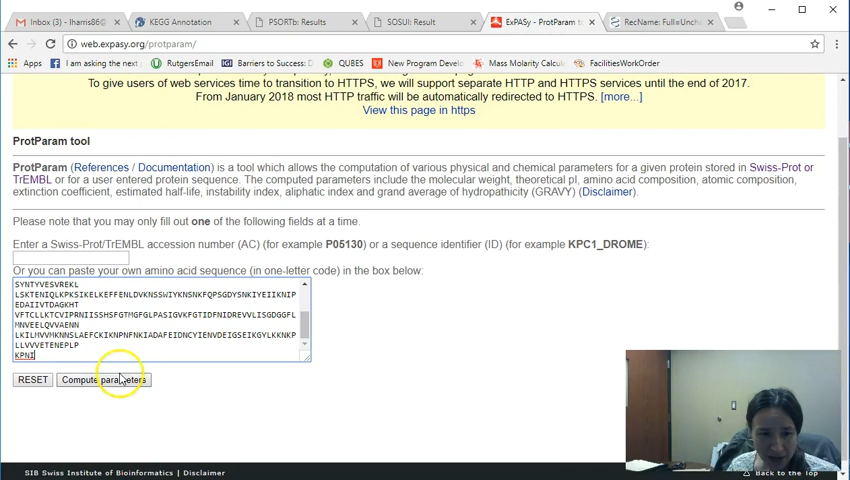 Inbox (3) - lharris86@
KEGG Annotation
PSORTb: Results
SOSUI: Result
ExPASy - ProtParam to
RecName: Full=Unchar
web.expasy.org/protparam/
Apps
I am asking you to be
RutgersEmail
Barriers to Success: D
QUBES
New Program Develo
Mass Molarity Calcu
FacilitiesWorkOrder
To give users of web services time to transition to HTTPS, we will support separate HTTP and HTTPS services until the end of 2017.
From January 2018 most HTTP traffic will be automatically redirected to HTTPS. [more...]
View this page in https
ProtParam tool
ProtParam (References / Documentation) is a tool which allows the computation of various physical and chemical parameters for a given protein stored in Swiss-Prot or
TrEMBL or for a user entered protein sequence. The computed parameters include the molecular weight, theoretical pI, amino acid composition, atomic composition,
extinction coefficient, estimated half-life, instability index, aliphatic index and grand average of hydropathicity (GRAVY) (Disclaimer).
Please note that you may only fill out one of the following fields at a time.
Enter a Swiss-Prot/TrEMBL accession number (AC) (for example P05130) or a sequence identifier (ID) (for example KPC1_DROME):
Or you can paste your own amino acid sequence (in one-letter code) in the box below:
SYNTYVESVREKL
LSKTENIQLKPKSIKELKEFFENLDVKNSSWIYKNSNKFQPSGDYSNKIYEIIKNIP
EDAIIVTDAGKHT
VFTCLLKTCVIPRNIISSHSFGTMGFGLPASIGVKFGTIDFNIDREVVLISGDGGFL
MNVEELQVVAENN
LKILMVVMKNNSLAEFCKIKNPNFNKIADAFEIDNCYIENVDEIGSEIKGYLKKNKP
LLVVVETENEPLP
KPNI
RESET
Compute parameters
SIB Swiss Institute of Bioinformatics | Disclaimer
Back to the Top